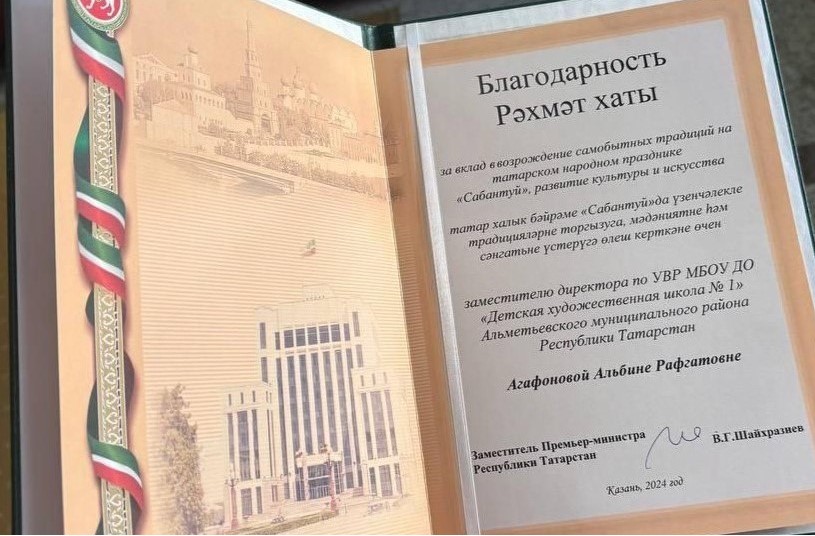 Благодарность
Рәхмәт хаты
за вклад в возрождение самобытных традиций на
татарском народном празднике
«Сабантуй», развитие культуры и искусства
татар халык бәйрәме «Сабантуй»да үзенчәлекле
традицияләрне торгызуга, мәдәниятне һәм
сәнгатьне үстерүгә өлеш керткәне өчен
заместителю директора по УВР МБОУ ДО
«Детская художественная школа № 1»
Альметьевского муниципального района
Республики Татарстан
Агафоновой Альбине Рафгатовне
Заместитель Премьер-министра
Республики Татарстан
В.Г.Шайхразиев
Казань, 2024 год